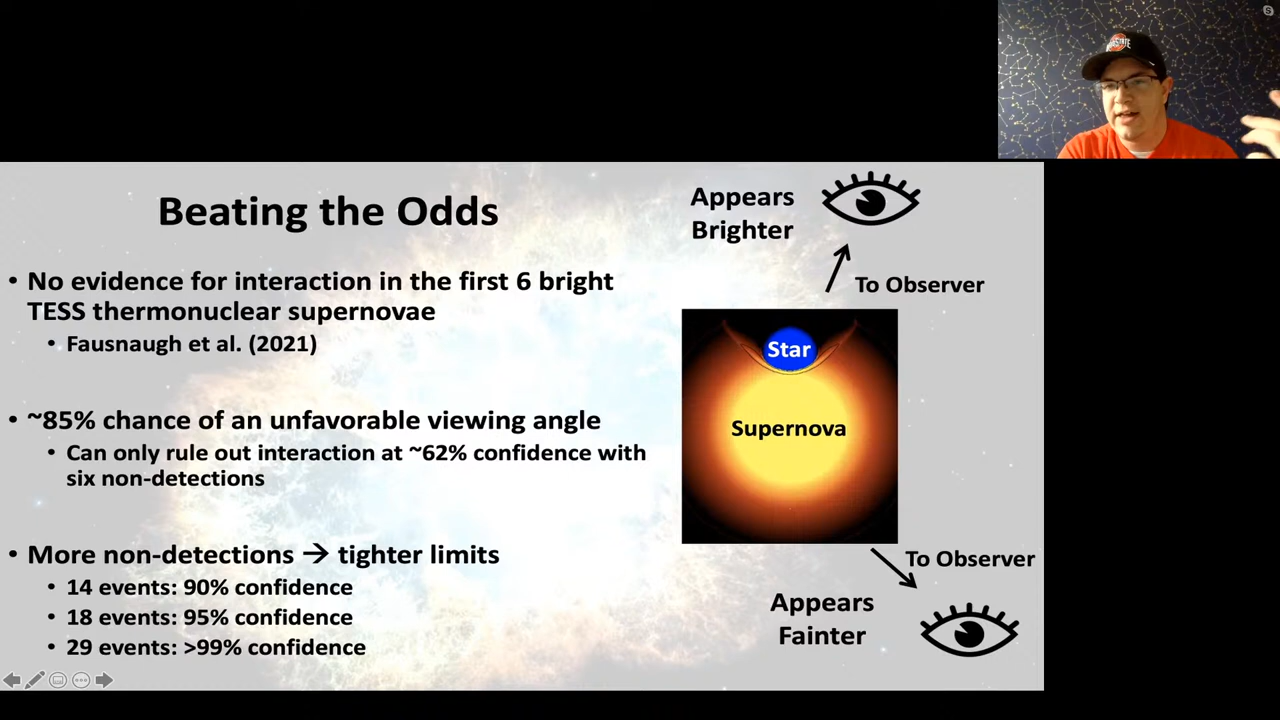 Beating the Odds
• No evidence for interaction in the first 6 bright
TESS thermonuclear supernovae
• Fausnaugh et al. (2021)
• ~85% chance of an unfavorable viewing angle
• Can only rule out interaction at ~62% confidence with
six non-detections
• More non-detections → tighter limits
• 14 events: 90% confidence
• 18 events: 95% confidence
• 29 events: >99% confidence
Appears
Brighter
To Observer
Star
Supernova
To Observer
Appears
Fainter